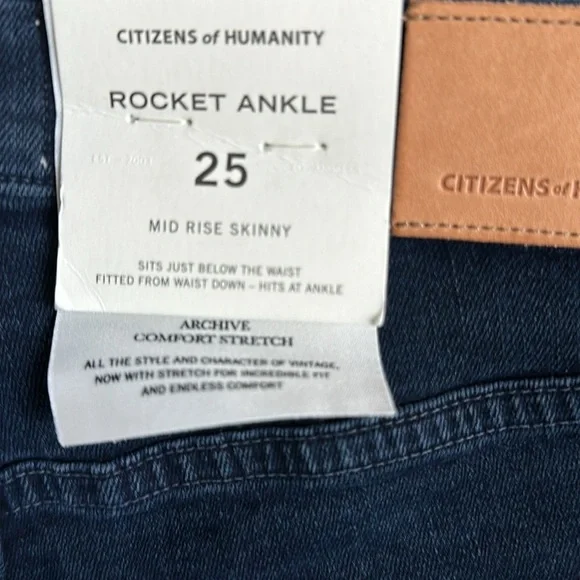 CITIZENS of HUMANITY
ROCKET ANKLE
25
MID RISE SKINNY
SITS JUST BELOW THE WAIST
FITTED FROM WAIST DOWN – HITS AT ANKLE
ARCHIVE
COMFORT STRETCH
ALL THE STYLE AND CHARACTER OF VINTAGE,
NOW WITH STRETCH FOR INCREDIBLE FIT
AND ENDLESS COMFORT
CITIZENS of H